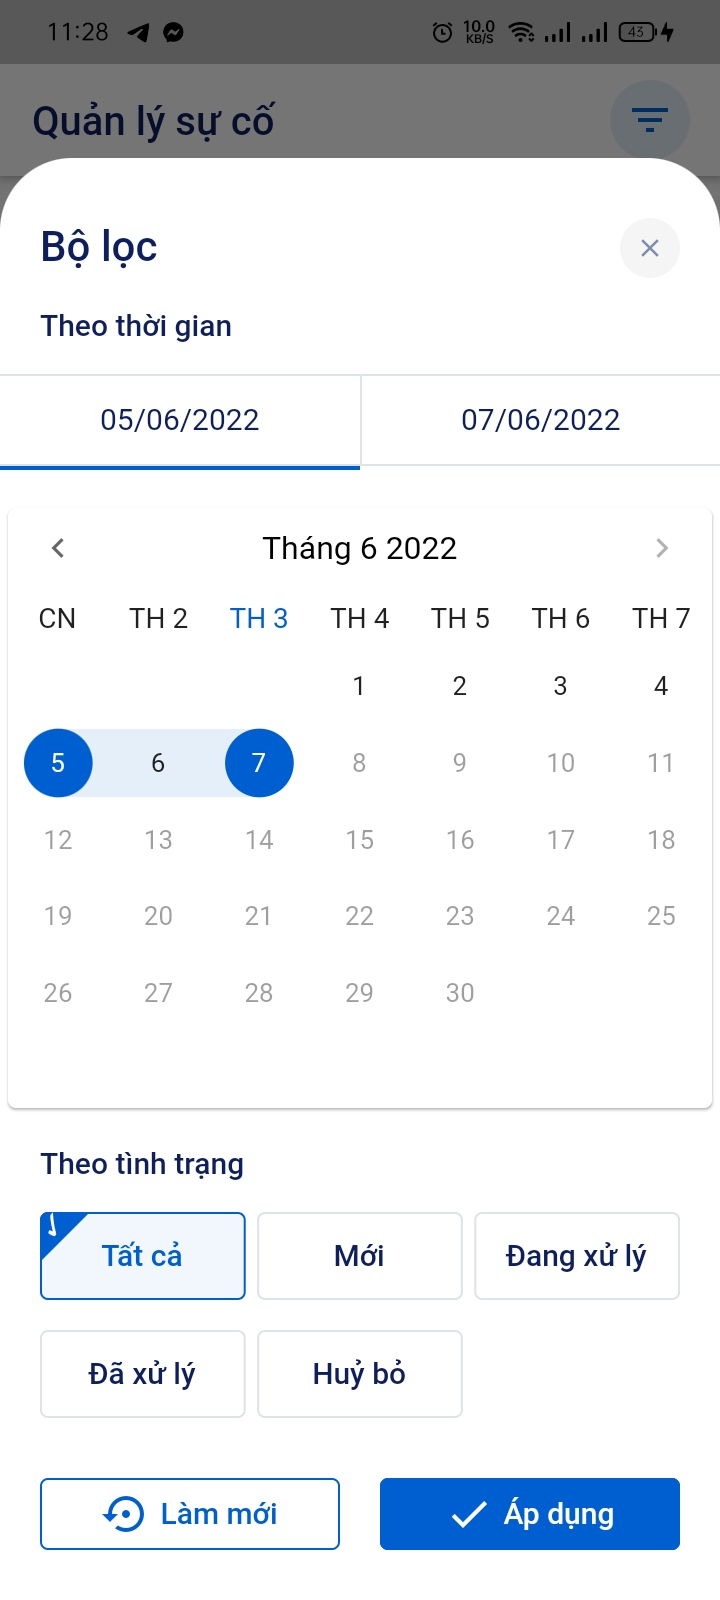 11:28 10.0 KB/S 43
Quản lý sự cố
Bộ lọc
Theo thời gian
05/06/2022 07/06/2022
Tháng 6 2022
CN TH 2 TH 3 TH 4 TH 5 TH 6 TH 7
1 2 3 4
5 6 7 8 9 10 11
12 13 14 15 16 17 18
19 20 21 22 23 24 25
26 27 28 29 30
Theo tình trạng
Tất cả Mới Đang xử lý
Đã xử lý Huỷ bỏ
Làm mới Áp dụng